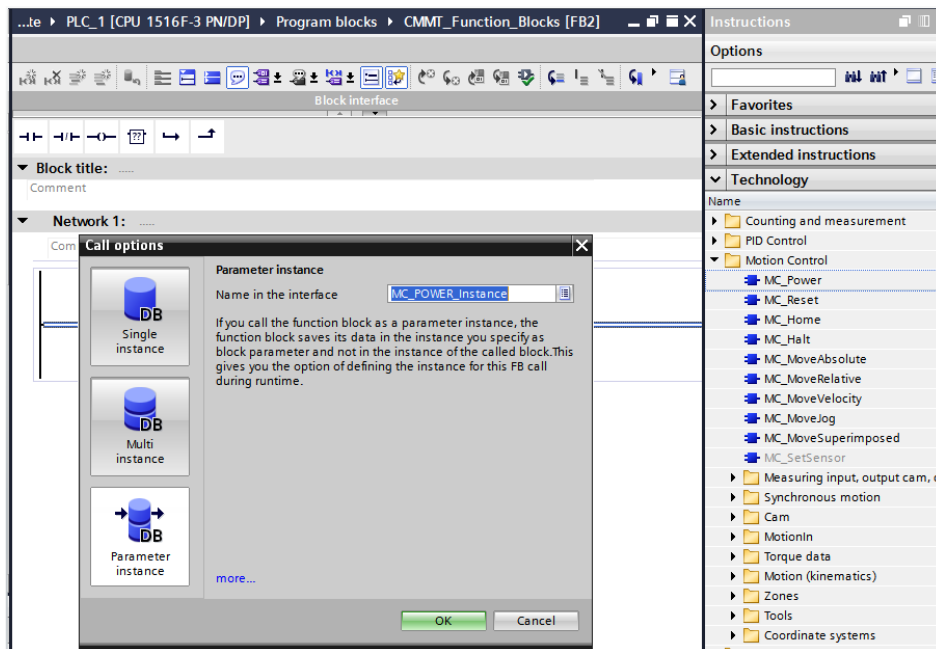 ...te ▸ PLC_1 [CPU 1516F-3 PN/DP] ▸ Program blocks ▸ CMMT_Function_Blocks [FB2]
Block interface
??
Block title: .....
Comment
Network 1: .....
Com
Call options
DB
Single
instance
DB
Multi
instance
DB
Parameter
instance
Parameter instance
Name in the interface
MC_POWER_Instance
If you call the function block as a parameter instance, the
function block saves its data in the instance you specify as
block parameter and not in the instance of the called block.This
gives you the option of defining the instance for this FB call
during runtime.
more...
OK
Cancel
Instructions
Options
Favorites
Basic instructions
Extended instructions
Technology
Name
Counting and measurement
PID Control
Motion Control
MC_Power
MC_Reset
MC_Home
MC_Halt
MC_MoveAbsolute
MC_MoveRelative
MC_MoveVelocity
MC_MoveJog
MC_MoveSuperimposed
MC_SetSensor
Measuring input, output cam,
Synchronous motion
Cam
MotionIn
Torque data
Motion (kinematics)
Zones
Tools
Coordinate systems